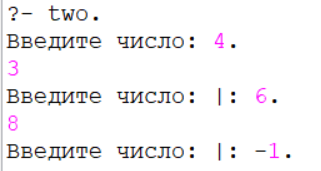 ?- two.
Введите число: 4.
3
Введите число: |: 6.
8
Введите число: |: -1.